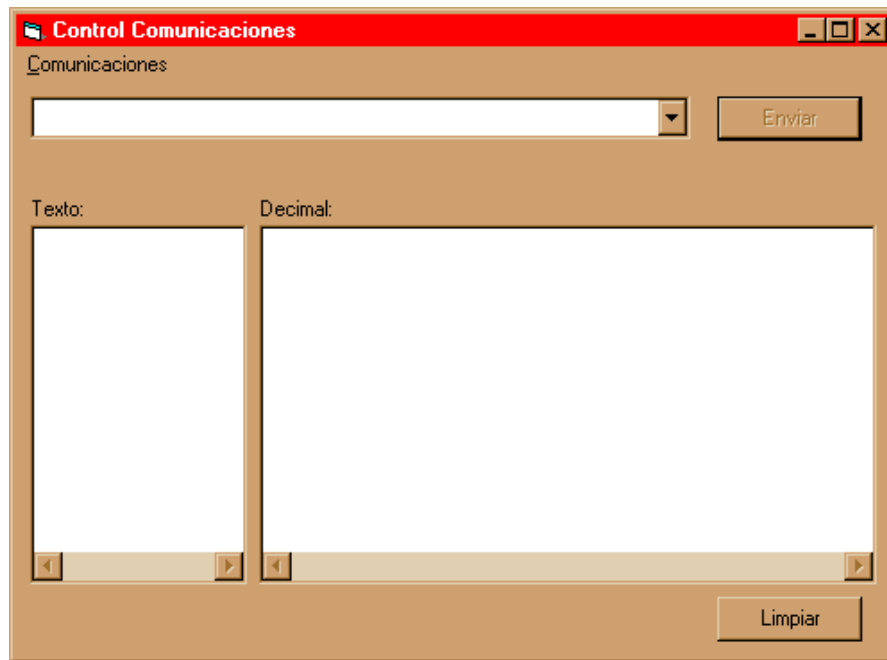 Control Comunicaciones
Comunicaciones
Enviar
Texto:
Decimal:
Limpiar